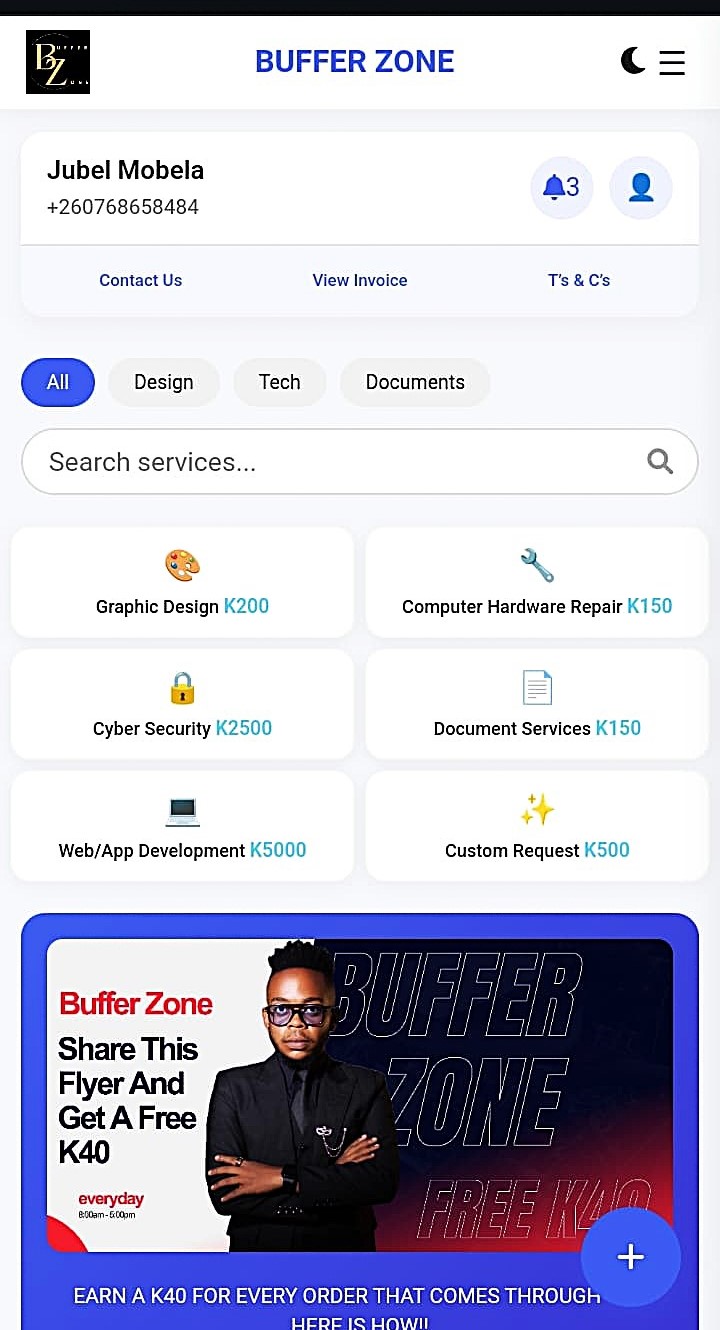 BUFFER ZONE
BUFFER ZONE
Jubel Mobela
+260768658484
3
Contact Us View Invoice T's & C's
All Design Tech Documents
Search services...
Graphic Design K200
Computer Hardware Repair K150
Cyber Security K2500
Document Services K150
Web/App Development K5000
Custom Request K500
Buffer Zone
Share This
Flyer And
Get A Free
K40
everyday
8:00am - 5:00pm
BUFFER
ZONE
FREE K40
+
EARN A K40 FOR EVERY ORDER THAT COMES THROUGH
HERE IS HOW!!